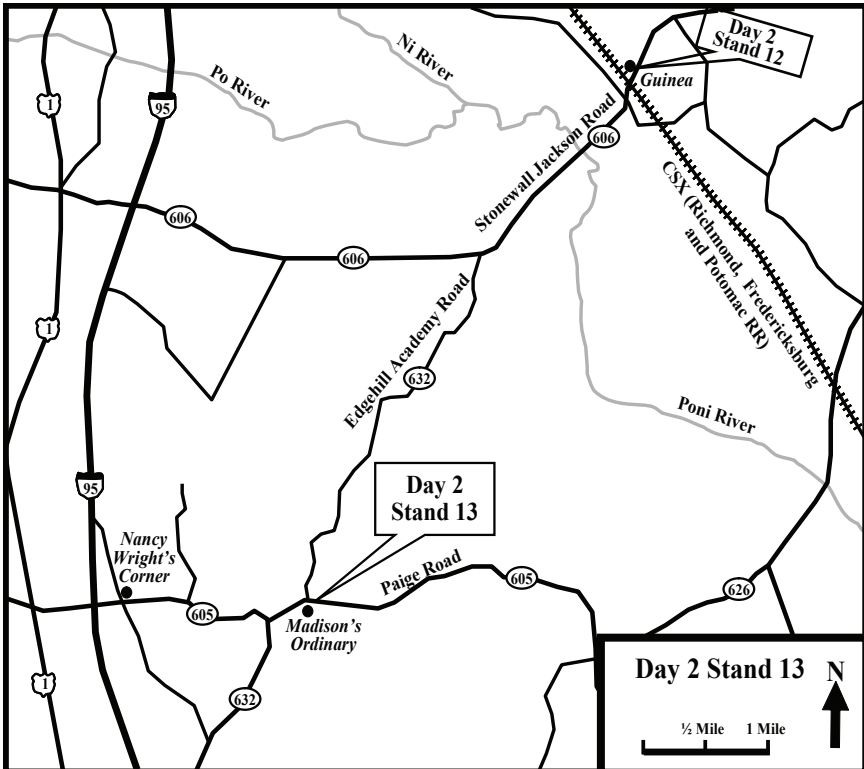 Day 2
Stand 12
Ni River
Po River
1
95
Guinea
Stonewall Jackson Road
606
CSX (Richmond, Fredericksburg
and Potomac RR)
606
606
1
Edgehill Academy Road
632
Poni River
95
Day 2
Stand 13
Nancy
Wright's
Corner
Paige Road
605
605
626
Madison's
Ordinary
632
1
Day 2 Stand 13
N
½ Mile
1 Mile